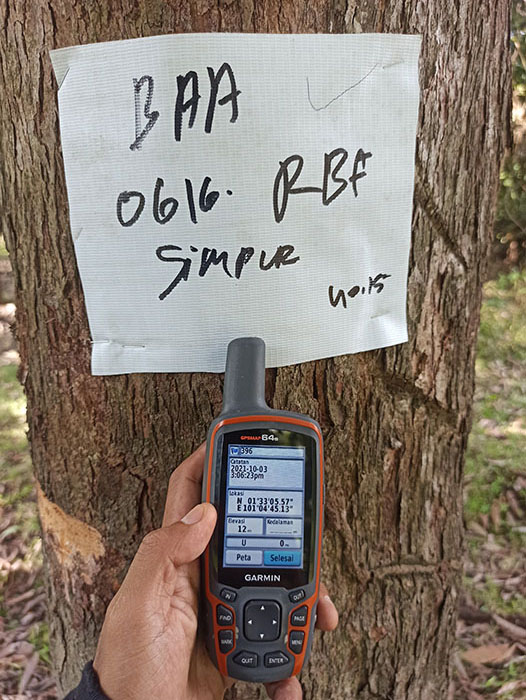 BAA
0616. RBF
Simpur
40.15
GPSMAP 64s
396
Catatan
2021-10-03
3:06:23pm
Lokasi
N 01°33'05.57"
E 101°04'45.13"
Elevasi Kedalaman
12
U 0
Peta Selesai
GARMIN
IN OUT
FIND PAGE
MARK MENU
QUIT ENTER